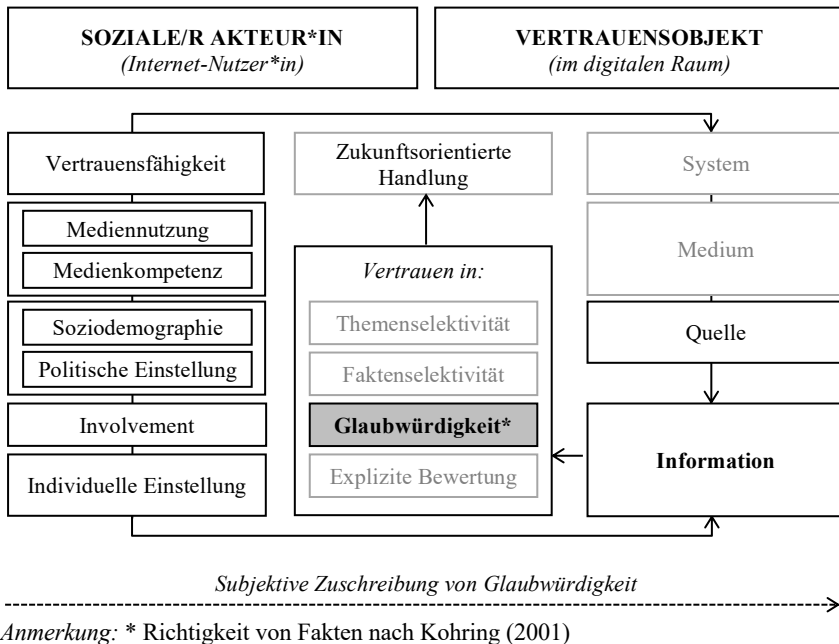 SOZIALE/R AKTEUR*IN
(Internet-Nutzer*in)
VERTRAUENSOBJEKT
(im digitalen Raum)
Vertrauensfähigkeit
Mediennutzung
Medienkompetenz
Soziodemographie
Politische Einstellung
Involvement
Individuelle Einstellung
Zukunftsorientierte
Handlung
Vertrauen in:
Themenselektivität
Faktenselektivität
Glaubwürdigkeit*
Explizite Bewertung
System
Medium
Quelle
Information
Subjektive Zuschreibung von Glaubwürdigkeit
Anmerkung: * Richtigkeit von Fakten nach Kohring (2001)